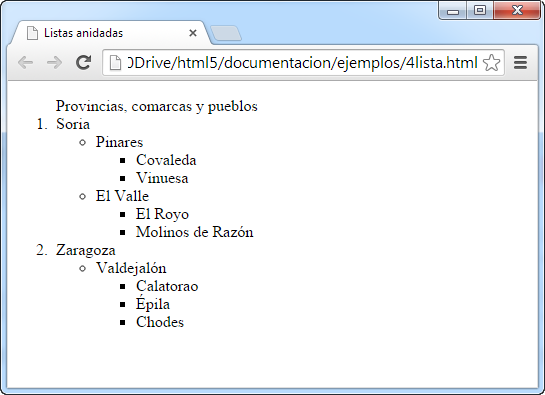 Listas anidadas
DDrive/html5/documentacion/ejemplos/4lista.html
Provincias, comarcas y pueblos
1. Soria
Pinares
Covaleda
Vinuesa
El Valle
El Royo
Molinos de Razón
2. Zaragoza
Valdejalón
Calatorao
Épila
Chodes